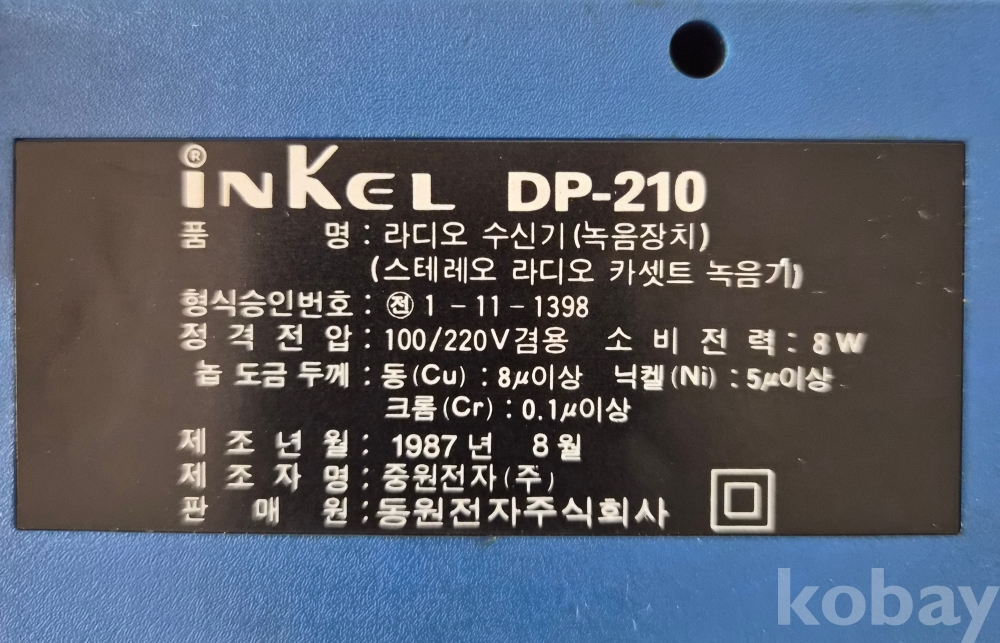 ® iNKEL DP-210
품 명 : 라디오 수신기(녹음장치)
(스테레오 라디오 카셋트 녹음기)
형식승인번호 : 전 1 - 11 - 1398
정 격 전 압 : 100/220V겸용 소 비 전 력 : 8W
놉 도금 두께 : 동(Cu) : 8μ이상 닉켈(Ni) : 5μ이상
크롬(Cr) : 0.1μ이상
제 조 년 월 : 1987년 8월
제 조 자 명 : 중원전자(주)
판 매 원 : 동원전자주식회사
kobay